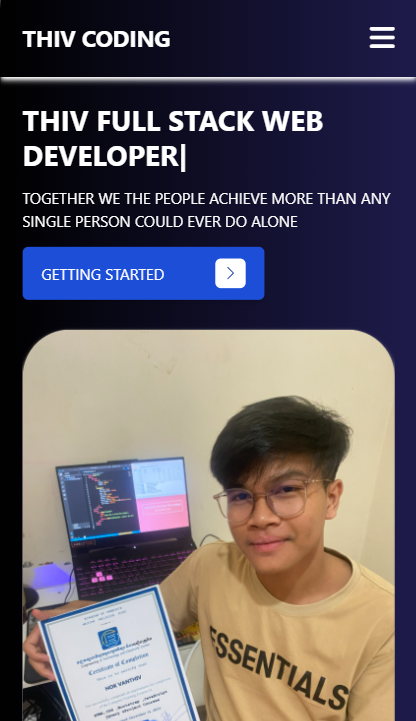 THIV CODING
THIV FULL STACK WEB
DEVELOPER|
TOGETHER WE THE PEOPLE ACHIEVE MORE THAN ANY
SINGLE PERSON COULD EVER DO ALONE
GETTING STARTED
Certificate of Completion
HOK VANTHIV
ESSENTIALS